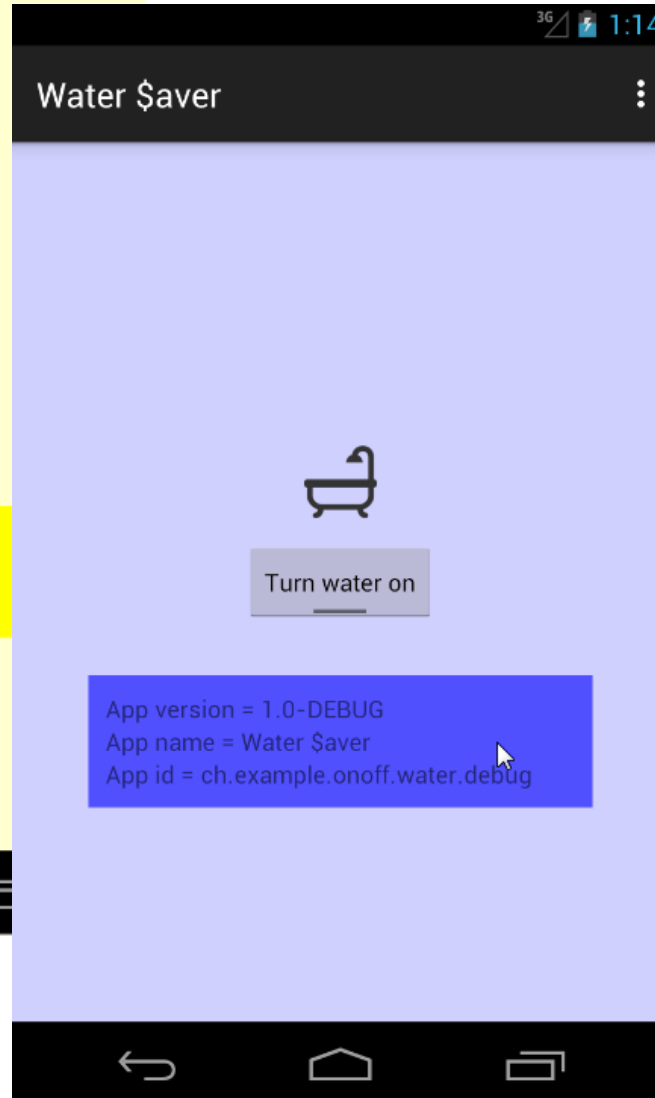 3G 1:14
Water $aver
Turn water on
App version = 1.0-DEBUG
App name = Water $aver
App id = ch.example.onoff.water.debug